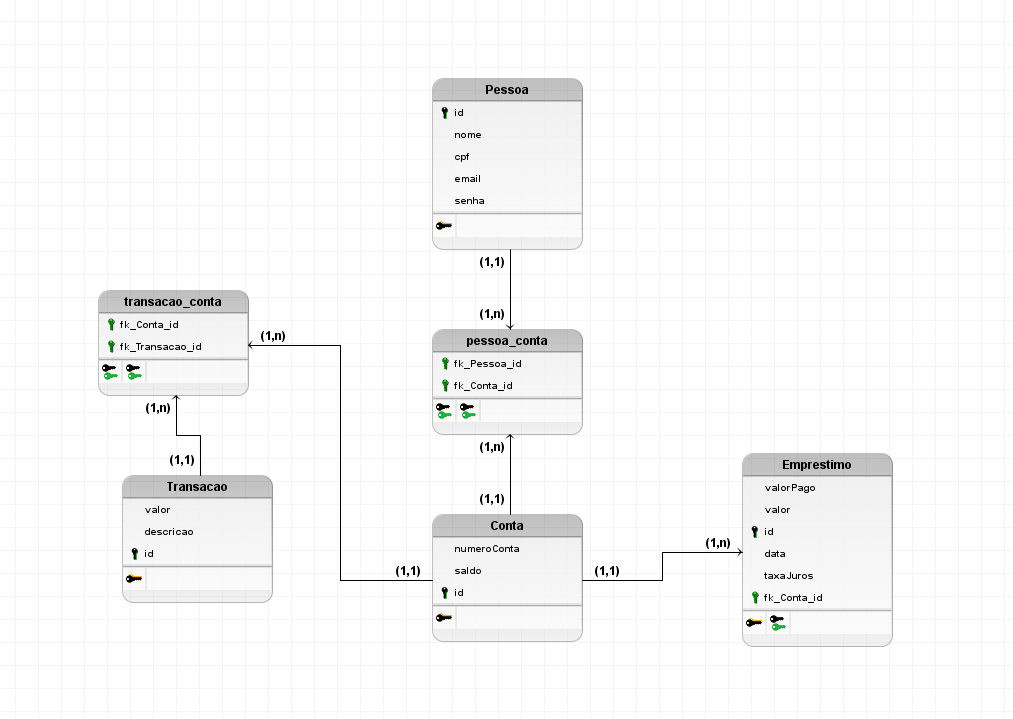 Pessoa
id
nome
cpf
email
senha
(1,1)
(1,n)
transacao_conta
fk_Conta_id
fk_Transacao_id
(1,n)
(1,n)
(1,1)
pessoa_conta
fk_Pessoa_id
fk_Conta_id
(1,n)
(1,1)
Transacao
valor
descricao
id
Conta
numeroConta
saldo
id
(1,1)
(1,1)
(1,n)
Emprestimo
valorPago
valor
id
data
taxaJuros
fk_Conta_id